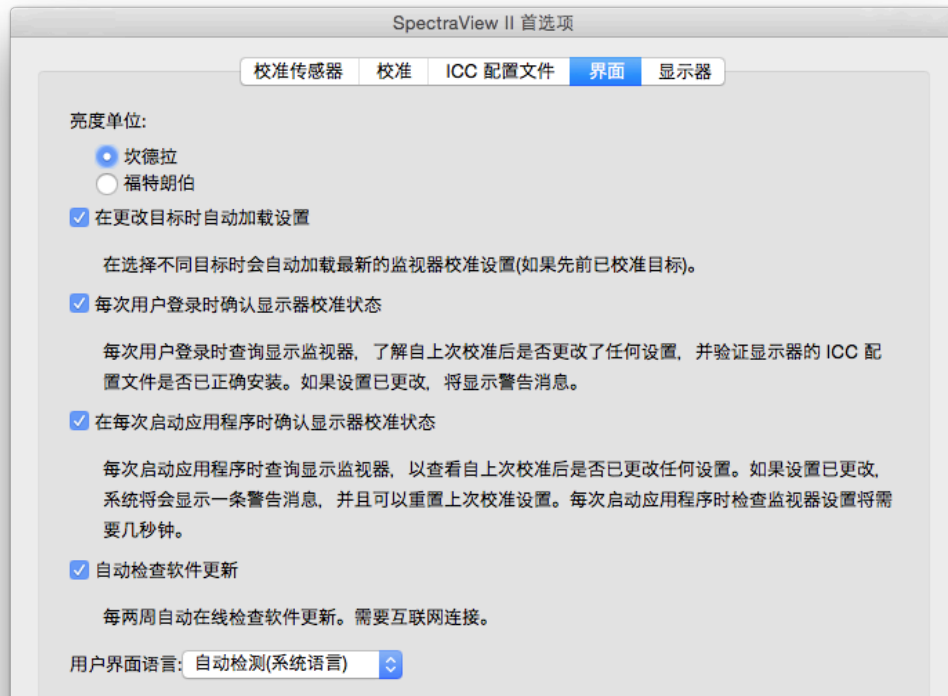 SpectraView II 首选项
校准传感器 校准 ICC 配置文件 界面 显示器
亮度单位:
坎德拉
福特朗伯
在更改目标时自动加载设置
在选择不同目标时会自动加载最新的监视器校准设置(如果先前已校准目标)。
每次用户登录时确认显示器校准状态
每次用户登录时查询显示监视器，了解自上次校准后是否更改了任何设置，并验证显示器的 ICC 配
置文件是否已正确安装。如果设置已更改，将显示警告消息。
在每次启动应用程序时确认显示器校准状态
每次启动应用程序时查询显示监视器，以查看自上次校准后是否已更改任何设置。如果设置已更改，
系统将会显示一条警告消息，并且可以重置上次校准设置。每次启动应用程序时检查监视器设置将需
要几秒钟。
自动检查软件更新
每两周自动在线检查软件更新。需要互联网连接。
用户界面语言: 自动检测(系统语言)